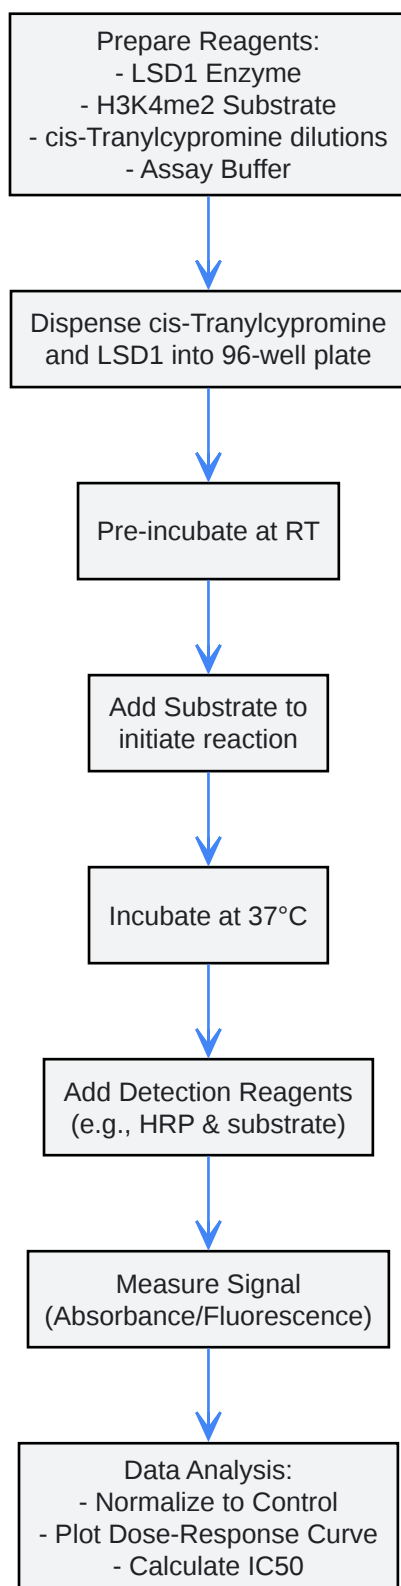 Prepare Reagents:
- LSD1 Enzyme
- H3K4me2 Substrate
- cis-Tranylcypromine dilutions
- Assay Buffer
Dispense cis-Tranylcypromine
and LSD1 into 96-well plate
Pre-incubate at RT
Add Substrate to
initiate reaction
Incubate at 37°C
Add Detection Reagents
(e.g., HRP & substrate)
Measure Signal
(Absorbance/Fluorescence)
Data Analysis:
- Normalize to Control
- Plot Dose-Response Curve
- Calculate IC50